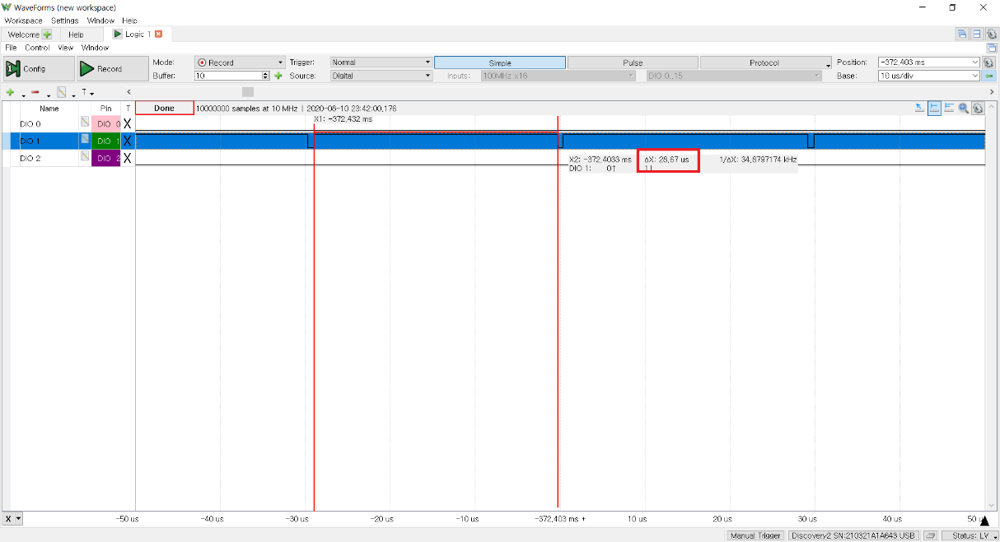 WaveForms (new workspace)
Workspace Settings Window Help
Welcome Help Logic 1
File Control View Window
Config Record Mode: Record Trigger: Normal Simple Pulse Protocol Position: -372,403 ms
Buffer: 10 Source: Digital Inputs: 100MHz x16 DIO 0..15 Base: 10 us/div
T
Name Pin T Done 10000000 samples at 10 MHz | 2020-08-10 23:42:00,176
DIO 0 DIO 0 X X1: -372,432 ms
DIO 1 DIO 1 X
DIO 2 DIO 2 X X2: -372,4033 ms ΔX: 28,67 us 1/ΔX: 34,8797174 kHz
DIO 1: 0↑ 1↓
X -50 us -40 us -30 us -20 us -10 us -372,403 ms + 10 us 20 us 30 us 40 us 50 us
Manual Trigger Discovery2 SN:210321A1A643 USB Status: LV